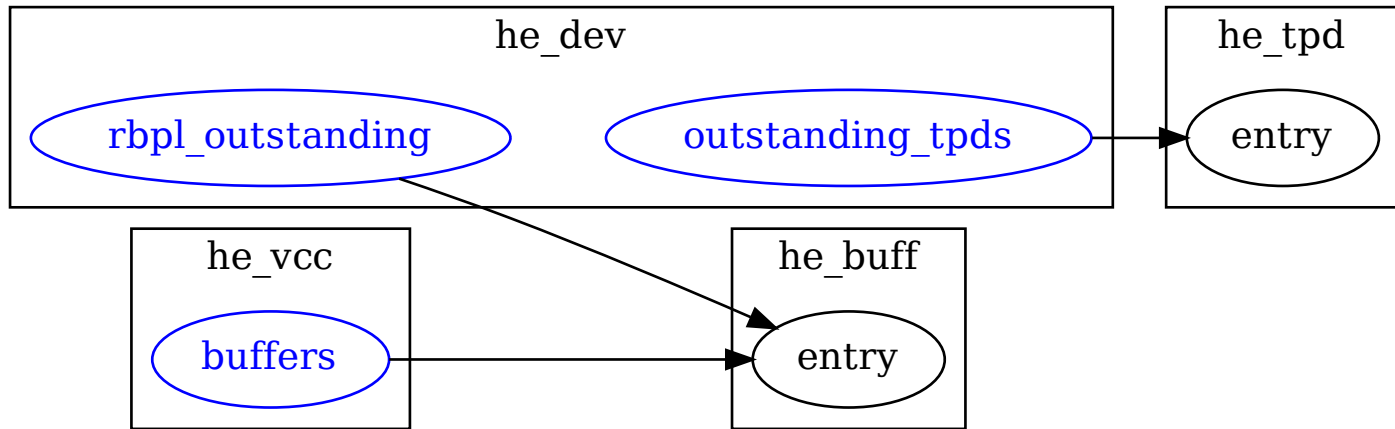 he_dev
he_tpd
rbpl_outstanding
outstanding_tpds
entry
he_vcc
he_buff
buffers
entry